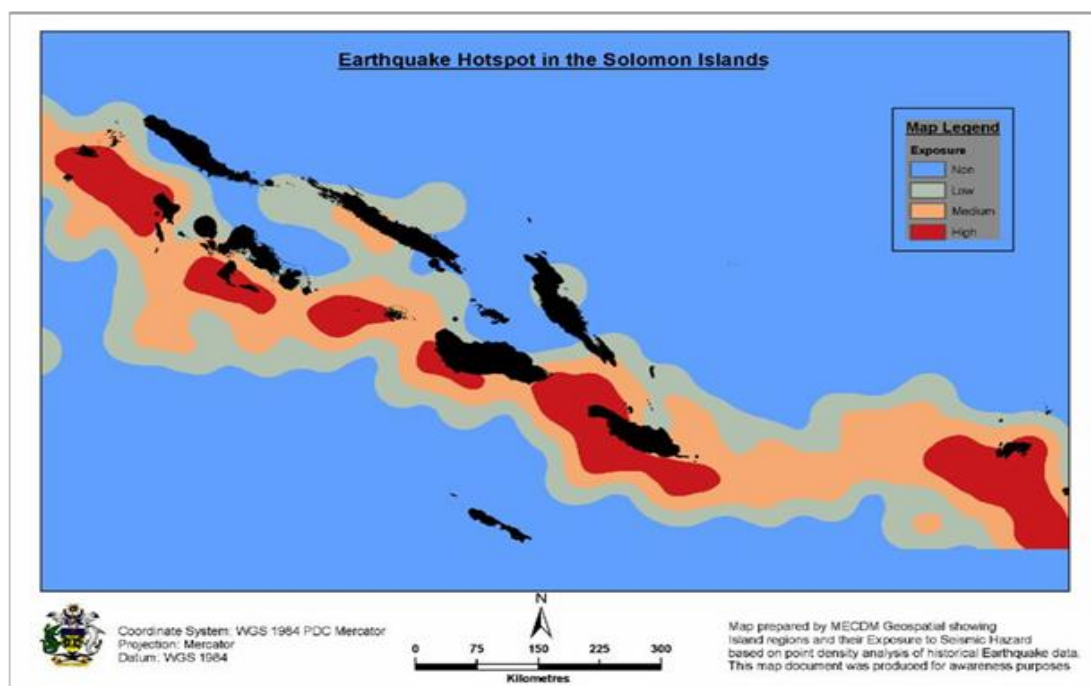 Earthquake Hotspot in the Solomon Islands
Map Legend
Exposure
Non
Low
Medium
High
Coordinate System: WGS 1984 PDC Mercator
Projection: Mercator
Datum: WGS 1984
N
0 75 150 225 300
Kilometres
Map prepared by MECDM Geospatial showing
Island regions and their Exposure to Seismic Hazard
based on point density analysis of historical Earthquake data.
This map document was produced for awareness purposes